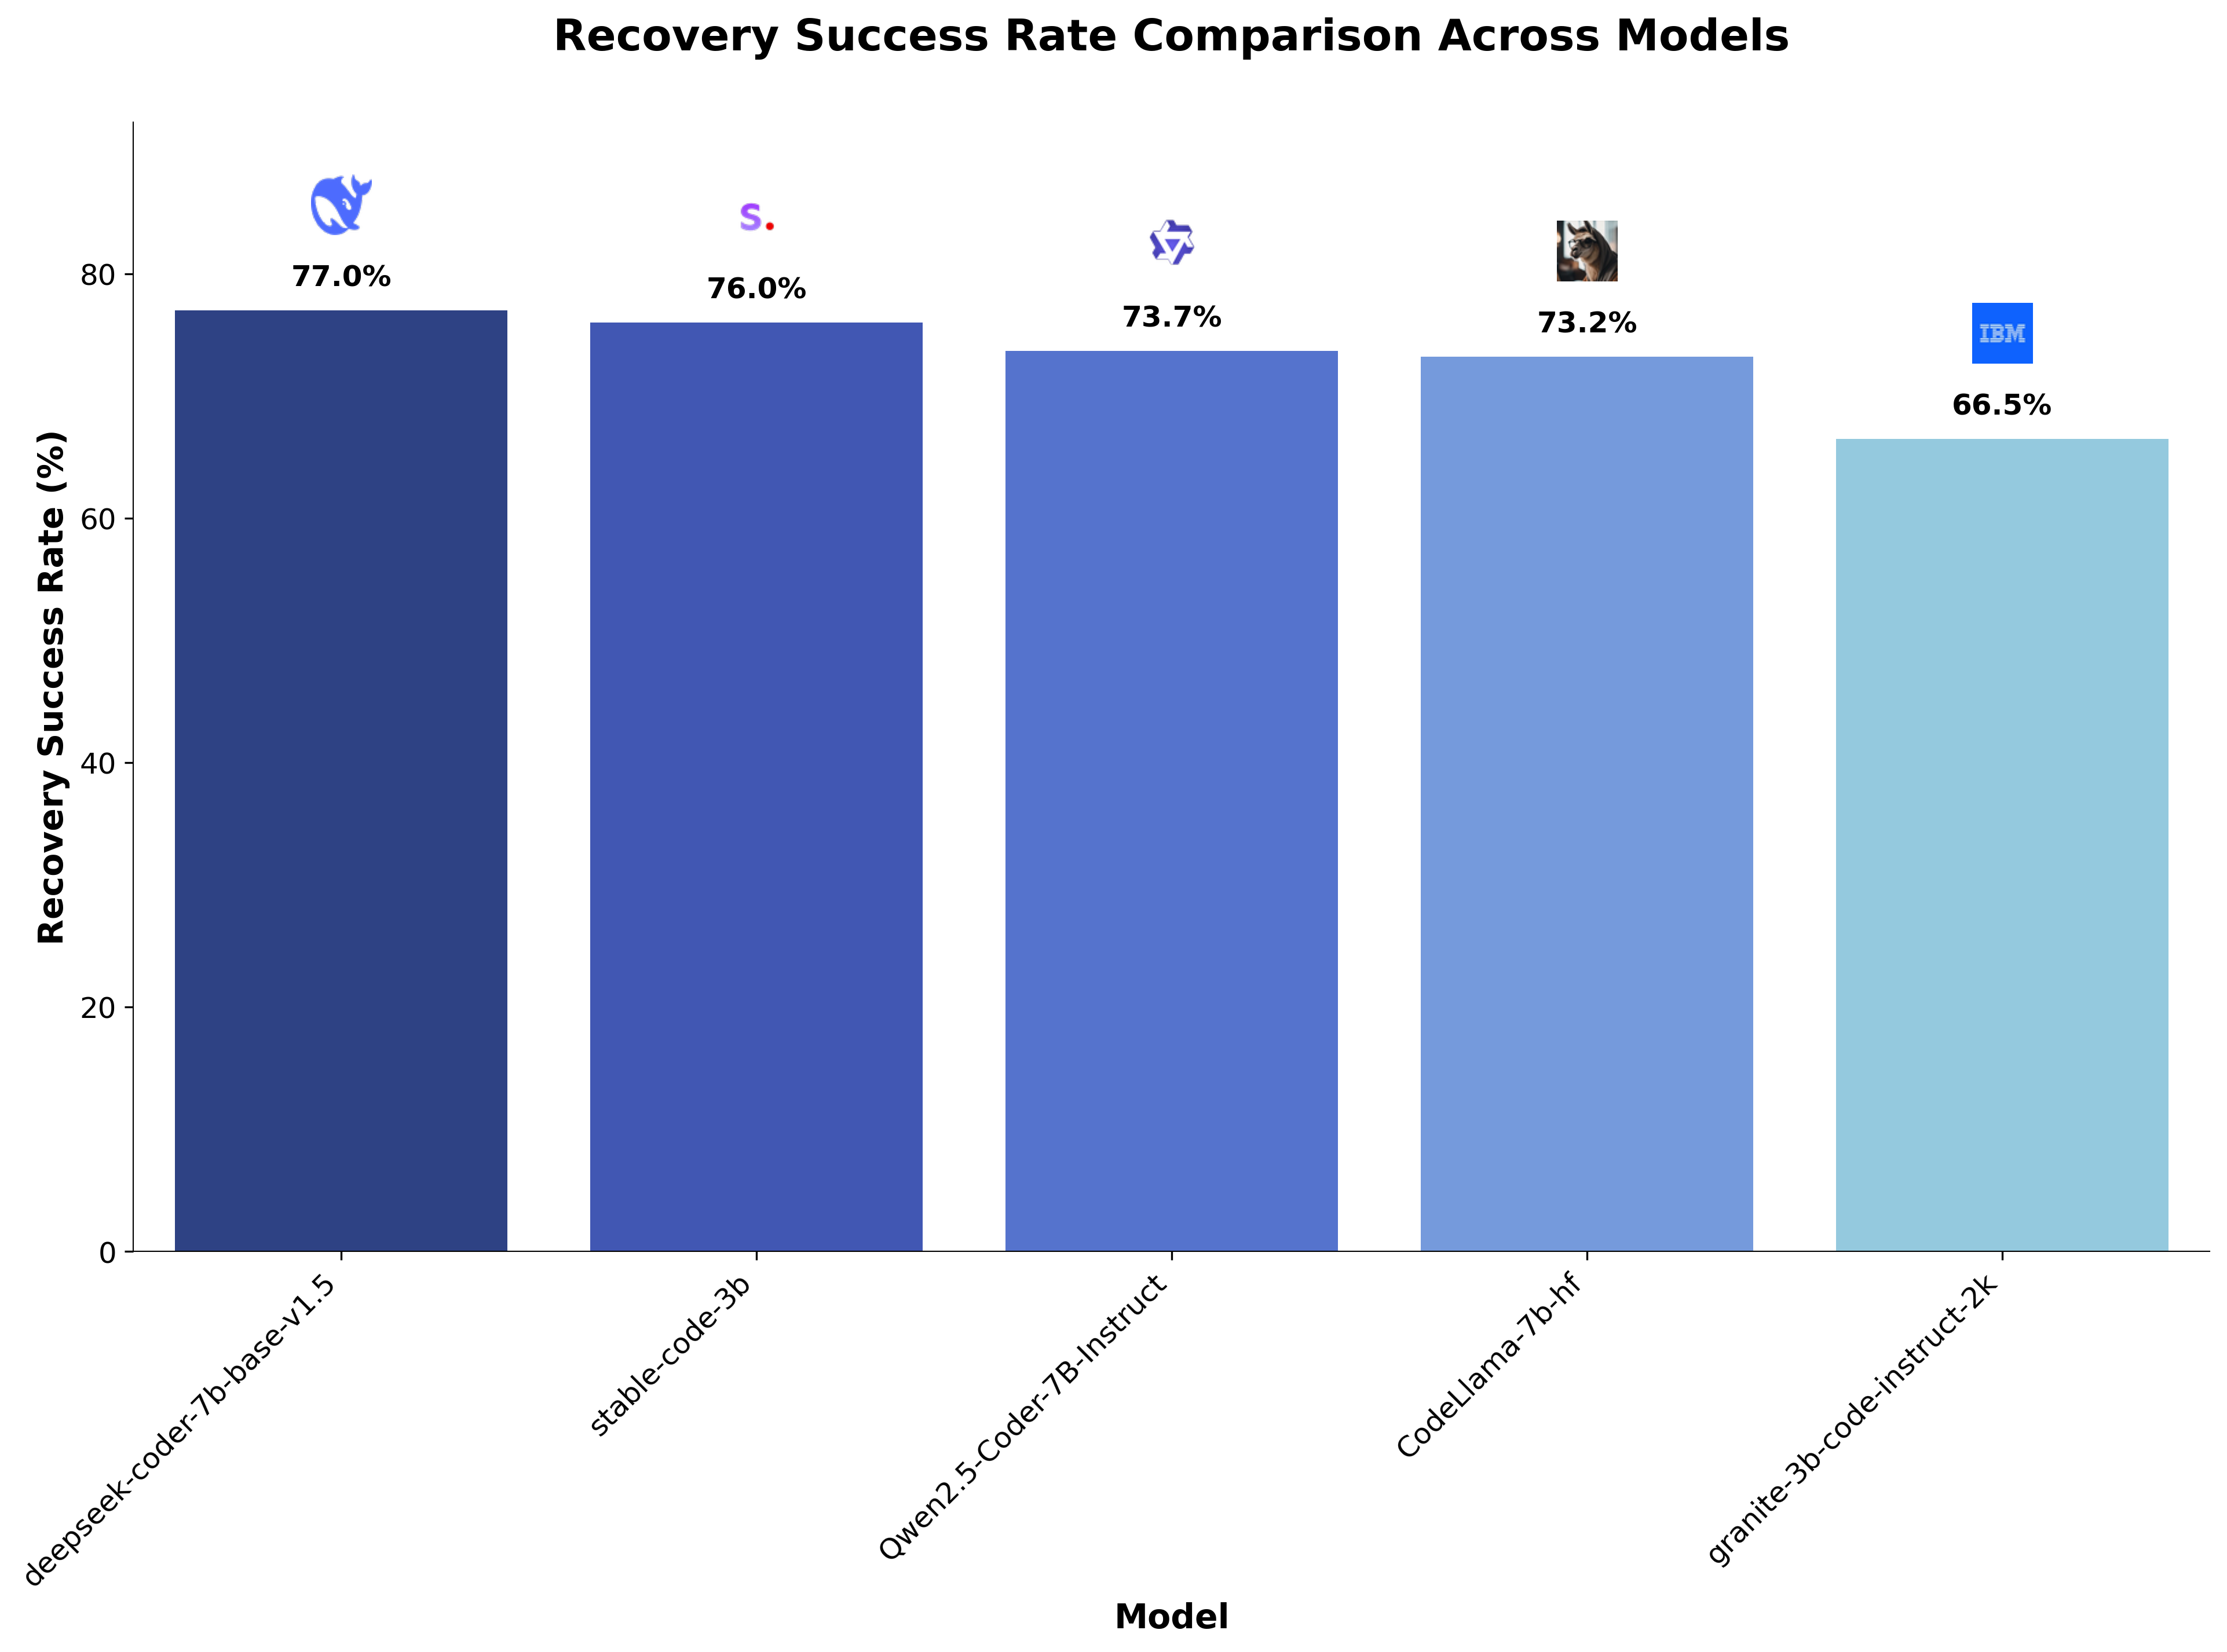 Recovery Success Rate Comparison Across Models
Recovery Success Rate (%)
80
60
40
20
0
77.0%
S.
76.0%
73.7%
73.2%
IBM
66.5%
deepseek-coder-7b-base-v1.5
stable-code-3b
Qwen2.5-Coder-7B-Instruct
CodeLlama-7b-hf
granite-3b-code-instruct-2k
Model